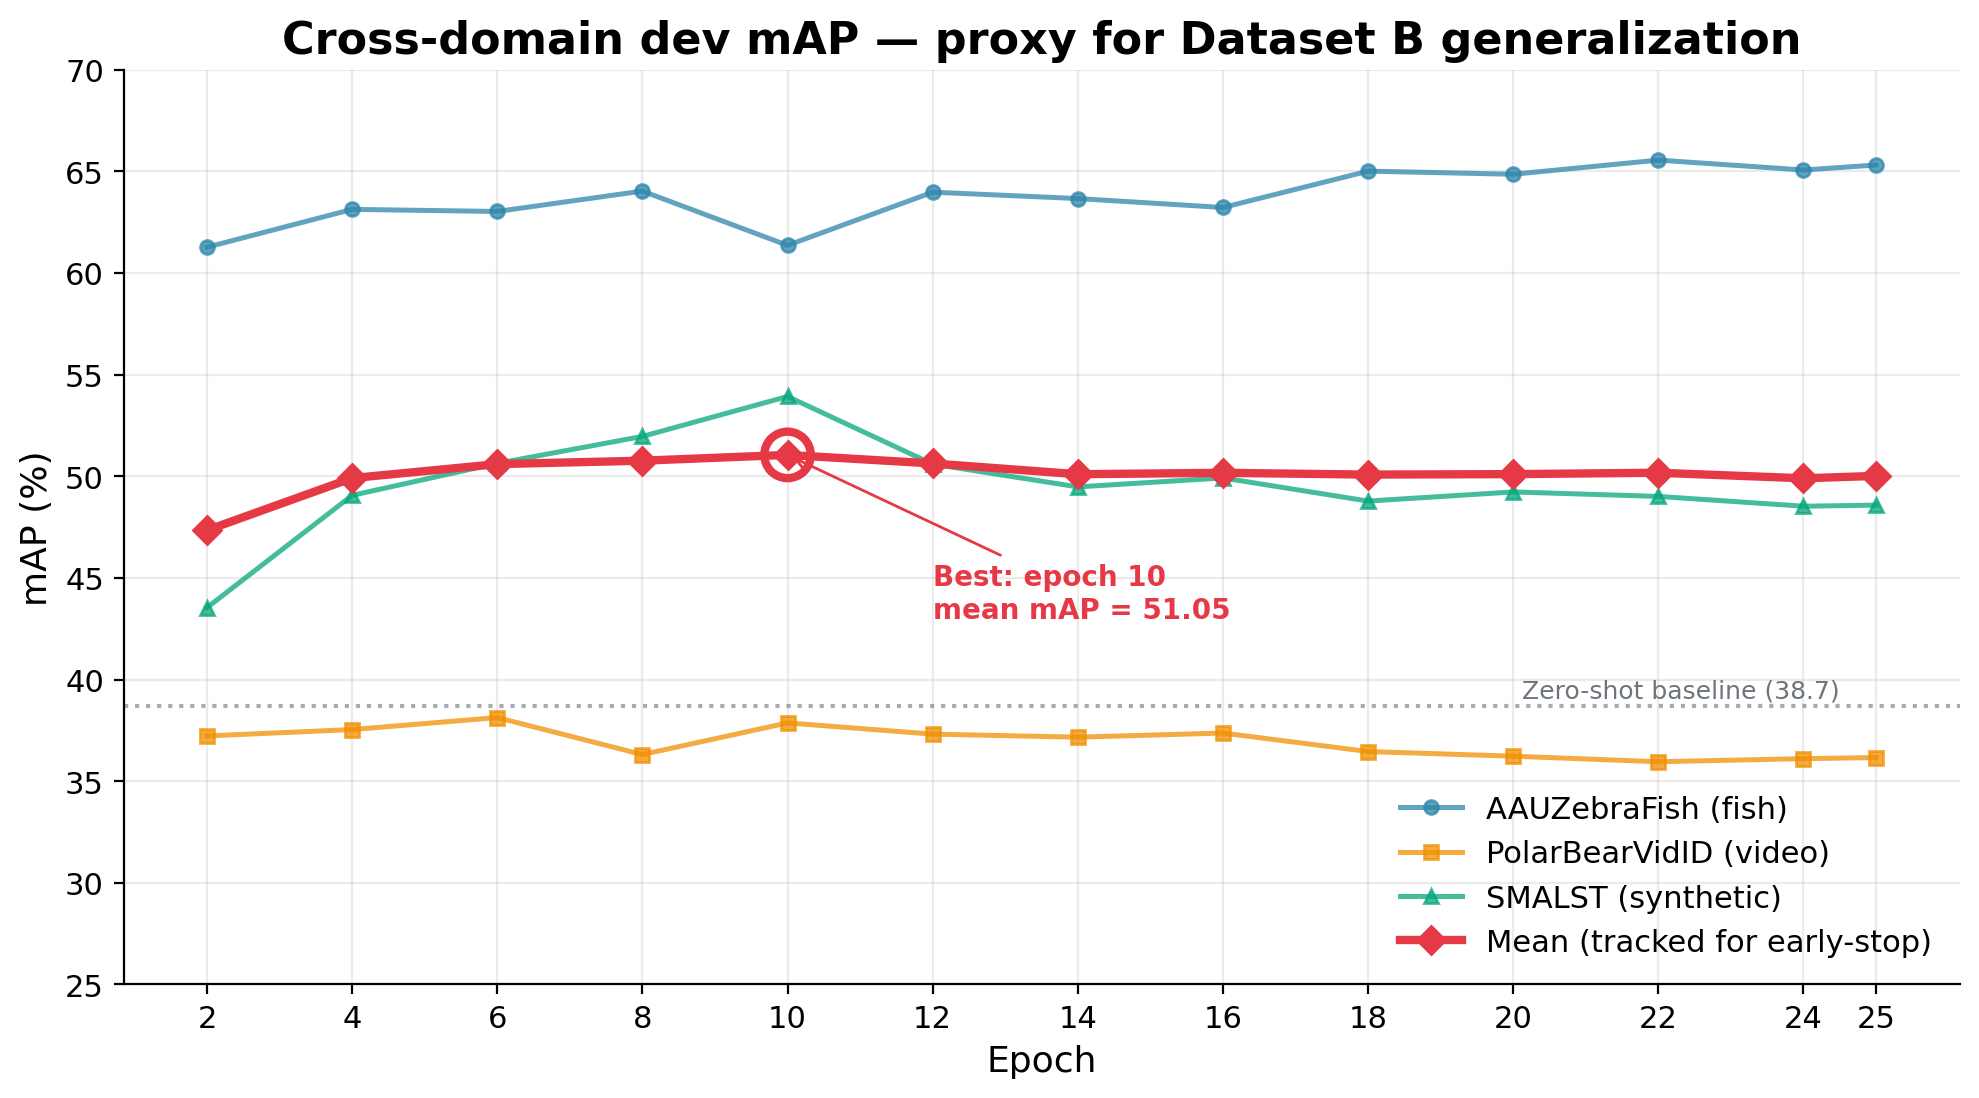 Cross-domain dev mAP — proxy for Dataset B generalization
mAP (%)
70
65
60
55
50
45
40
35
30
25
Best: epoch 10
mean mAP = 51.05
Zero-shot baseline (38.7)
AAUZebraFish (fish)
PolarBearVidID (video)
SMALST (synthetic)
Mean (tracked for early-stop)
2 4 6 8 10 12 14 16 18 20 22 24 25
Epoch